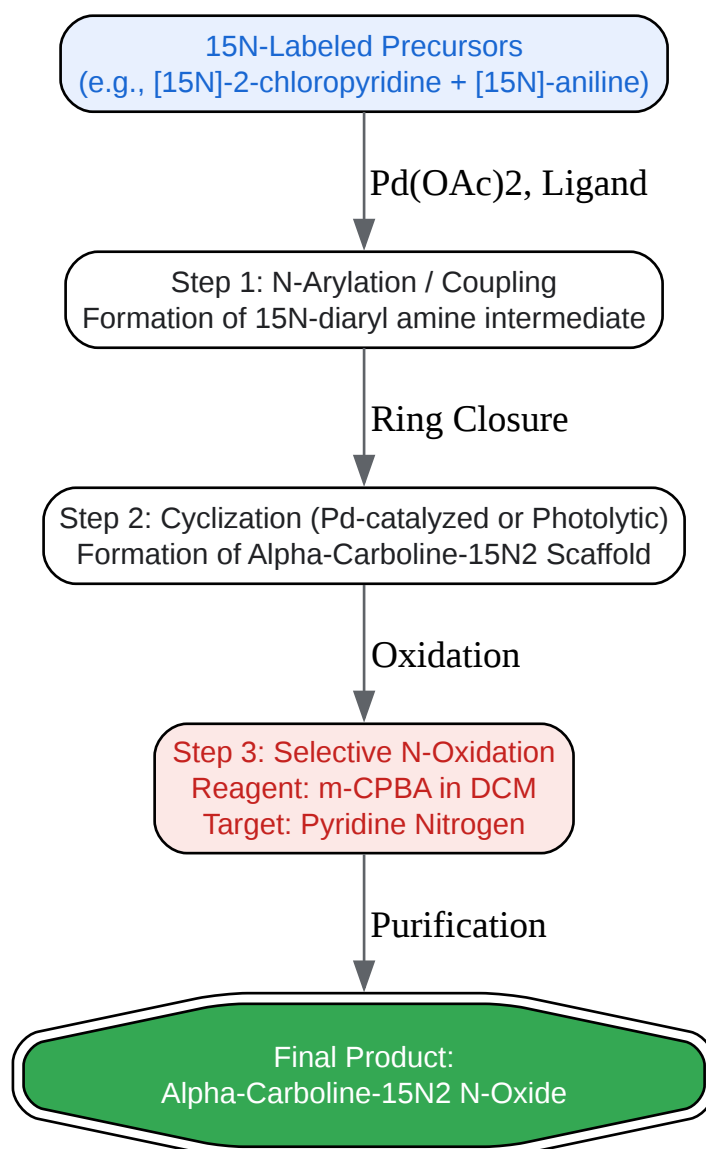 15N-Labeled Precursors
(e.g., [15N]-2-chloropyridine + [15N]-aniline)
Pd(OAc)2, Ligand
Step 1: N-Arylation / Coupling
Formation of 15N-diaryl amine intermediate
Ring Closure
Step 2: Cyclization (Pd-catalyzed or Photolytic)
Formation of Alpha-Carboline-15N2 Scaffold
Oxidation
Step 3: Selective N-Oxidation
Reagent: m-CPBA in DCM
Target: Pyridine Nitrogen
Purification
Final Product:
Alpha-Carboline-15N2 N-Oxide